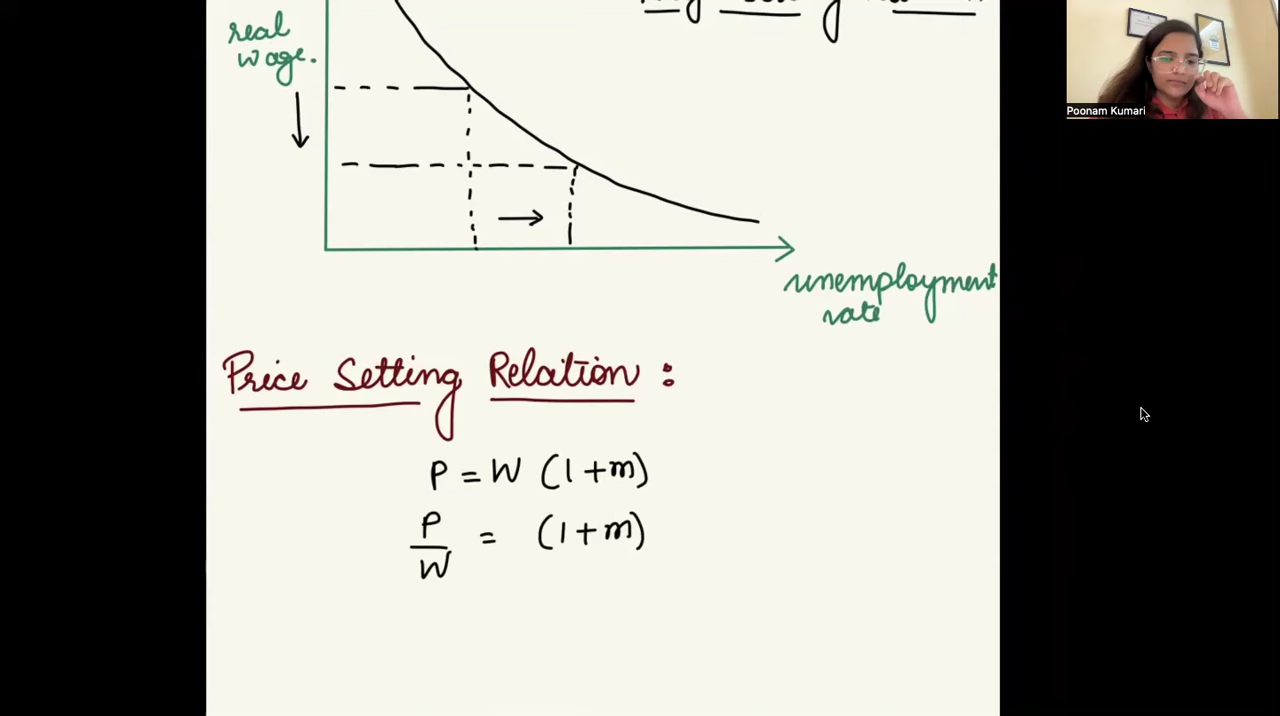 real
wage.
unemployment
rate
Price Setting Relation :
P = W (1+m)
P
W
= (1+m)
Poonam Kumari